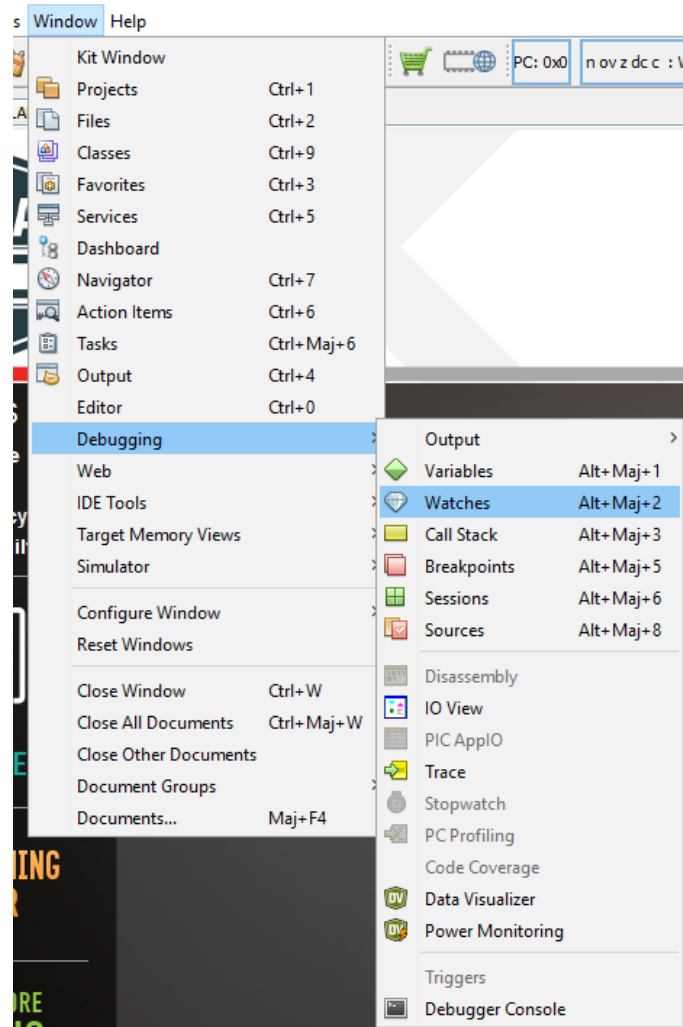 s Window Help
Kit Window
PC: 0x0 n ov z dc c : W
Projects Ctrl+1
Files Ctrl+2
Classes Ctrl+9
Favorites Ctrl+3
Services Ctrl+5
Dashboard
Navigator Ctrl+7
Action Items Ctrl+6
Tasks Ctrl+Maj+6
Output Ctrl+4
Editor Ctrl+0
Debugging
Web
IDE Tools
Target Memory Views
Simulator
Configure Window
Reset Windows
Close Window Ctrl+W
Close All Documents Ctrl+Maj+W
Close Other Documents
Document Groups
Documents... Maj+F4
Output
Variables Alt+Maj+1
Watches Alt+Maj+2
Call Stack Alt+Maj+3
Breakpoints Alt+Maj+5
Sessions Alt+Maj+6
Sources Alt+Maj+8
Disassembly
IO View
PIC AppIO
Trace
Stopwatch
PC Profiling
Code Coverage
Data Visualizer
Power Monitoring
Triggers
Debugger Console